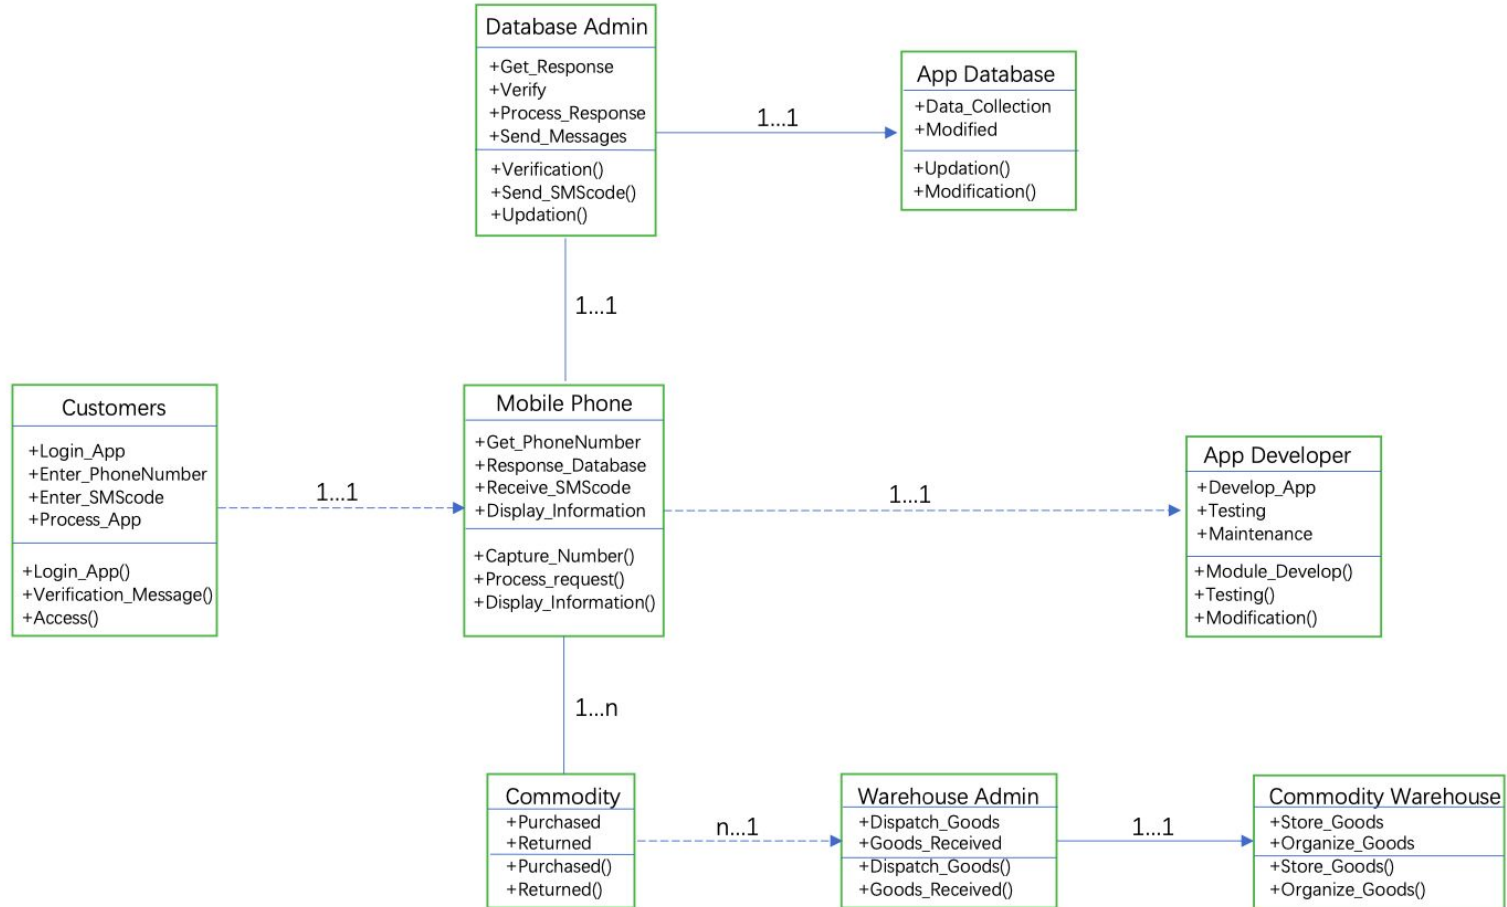 Database Admin
+Get_Response
+Verify
+Process_Response
+Send_Messages
+Verification()
+Send_SMScode()
+Updation()
1...1
App Database
+Data_Collection
+Modified
+Updation()
+Modification()
1...1
Customers
+Login_App
+Enter_PhoneNumber
+Enter_SMScode
+Process_App
+Login_App()
+Verification_Message()
+Access()
1...1
Mobile Phone
+Get_PhoneNumber
+Response_Database
+Receive_SMScode
+Display_Information
+Capture_Number()
+Process_request()
+Display_Information()
1...1
App Developer
+Develop_App
+Testing
+Maintenance
+Module_Develop()
+Testing()
+Modification()
1...n
Commodity
+Purchased
+Returned
+Purchased()
+Returned()
n...1
Warehouse Admin
+Dispatch_Goods
+Goods_Received
+Dispatch_Goods()
+Goods_Received()
1...1
Commodity Warehouse
+Store_Goods
+Organize_Goods
+Store_Goods()
+Organize_Goods()